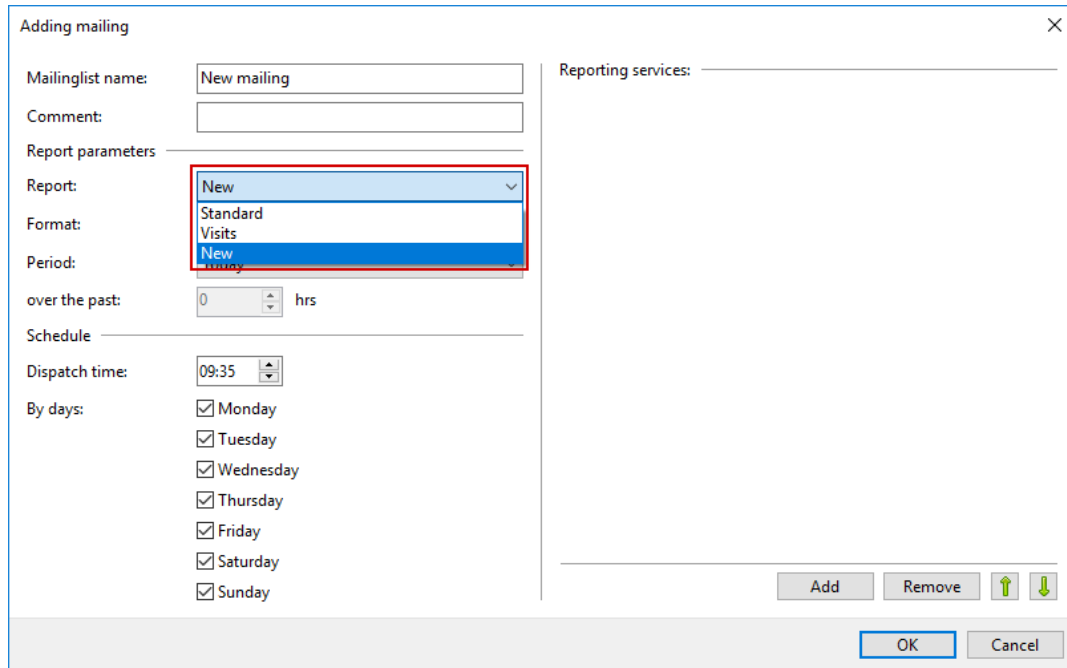 Adding mailing
Mailinglist name: New mailing
Comment:
Report parameters
Report: New
Standard
Visits
New
Format:
Period: Today
over the past: 0 hrs
Schedule
Dispatch time: 09:35
By days: Monday
Tuesday
Wednesday
Thursday
Friday
Saturday
Sunday
Reporting services:
Add Remove
OK Cancel